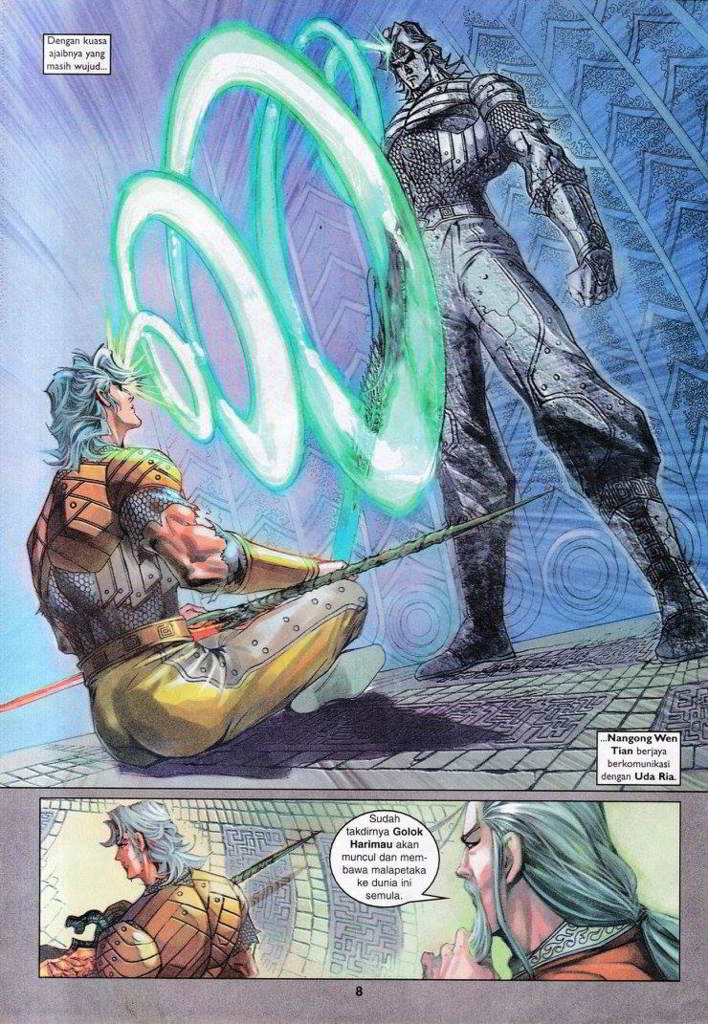 Dengan kuasa
ajaibnya yang
masih wujud...
...Nangong Wen
Tian berjaya
berkomunikasi
dengan Uda Ria.
Sudah
takdirnya Golok
Harimau akan
muncul dan mem-
bawa malapetaka
ke dunia ini
semula.
8